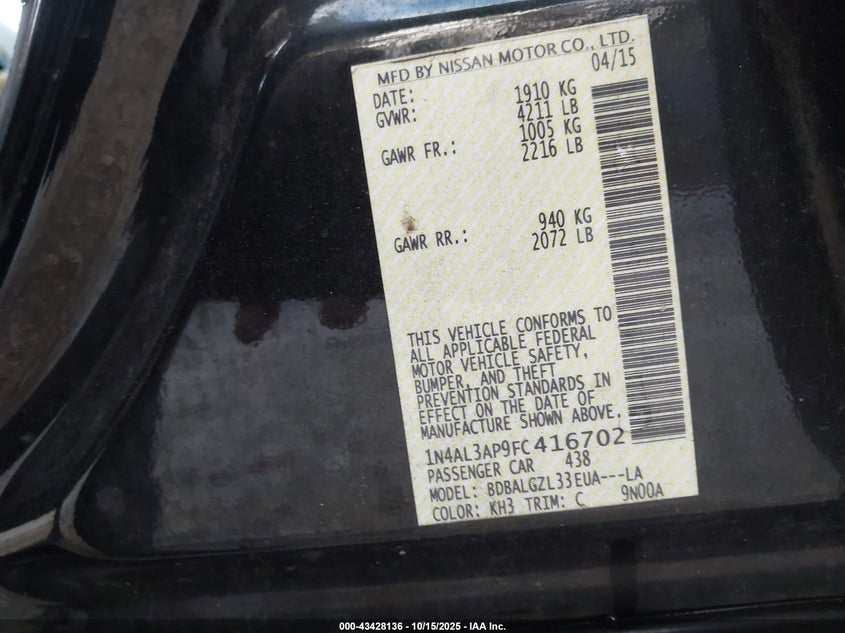 MFD BY NISSAN MOTOR CO., LTD.
DATE: 04/15
GVWR: 1910 KG
4211 LB
GAWR FR.: 1005 KG
2216 LB
GAWR RR.: 940 KG
2072 LB
THIS VEHICLE CONFORMS TO
ALL APPLICABLE FEDERAL
MOTOR VEHICLE SAFETY,
BUMPER, AND THEFT
PREVENTION STANDARDS IN
EFFECT ON THE DATE OF
MANUFACTURE SHOWN ABOVE.
1N4AL3AP9FC416702
PASSENGER CAR 438
MODEL: BDBALGZL33EUA---LA
COLOR: KH3 TRIM: C 9N00A
000-43428136 - 10/15/2025 - IAA Inc.